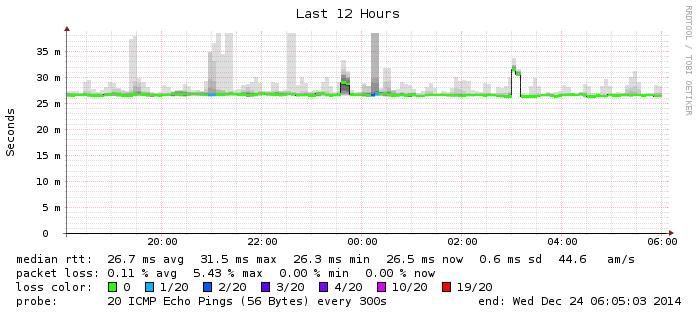 Last 12 Hours
RRDTOOL / TOBI OETIKER
Seconds
35 m
30 m
25 m
20 m
15 m
10 m
5 m
0
20:00 22:00 00:00 02:00 04:00 06:00
median rtt: 26.7 ms avg 31.5 ms max 26.3 ms min 26.5 ms now 0.6 ms sd 44.6 am/s
packet loss: 0.11 % avg 5.43 % max 0.00 % min 0.00 % now
loss color: 0 1/20 2/20 3/20 4/20 10/20 19/20
probe: 20 ICMP Echo Pings (56 Bytes) every 300s end: Wed Dec 24 06:05:03 2014